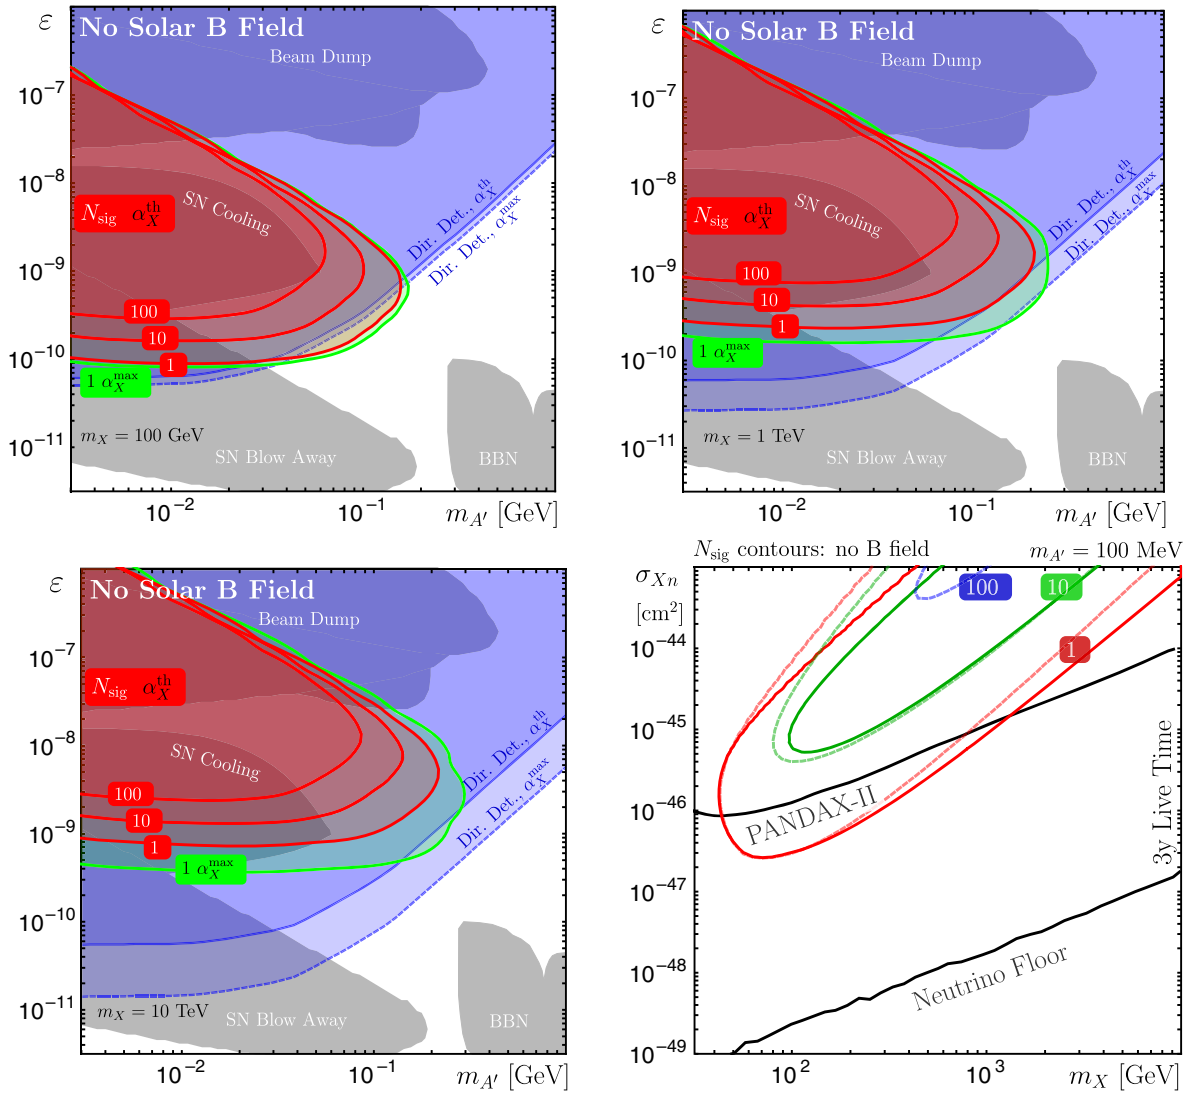 ε
No Solar B Field
Beam Dump
10⁻⁷
10⁻⁸
10⁻⁹
10⁻¹⁰
10⁻¹¹
SN Cooling
N_sig α_X^th
Dir. Det., α_X^th
Dir. Det., α_X^max
100
10
1
1 α_X^max
m_X = 100 GeV
SN Blow Away
BBN
10⁻²
10⁻¹
m_A′ [GeV]
ε
No Solar B Field
Beam Dump
10⁻⁷
10⁻⁸
10⁻⁹
10⁻¹⁰
10⁻¹¹
SN Cooling
N_sig α_X^th
Dir. Det., α_X^th
Dir. Det., α_X^max
100
10
1
1 α_X^max
m_X = 1 TeV
SN Blow Away
BBN
10⁻²
10⁻¹
m_A′ [GeV]
ε
No Solar B Field
Beam Dump
10⁻⁷
10⁻⁸
10⁻⁹
10⁻¹⁰
10⁻¹¹
N_sig α_X^th
SN Cooling
Dir. Det., α_X^th
Dir. Det., α_X^max
100
10
1
1 α_X^max
m_X = 10 TeV
SN Blow Away
BBN
10⁻²
10⁻¹
m_A′ [GeV]
N_sig contours: no B field
m_A′ = 100 MeV
σ_Xn
[cm²]
100
10
1
10⁻⁴⁴
10⁻⁴⁵
10⁻⁴⁶
10⁻⁴⁷
10⁻⁴⁸
10⁻⁴⁹
PANDAX-II
Neutrino Floor
3y Live Time
10²
10³
m_X [GeV]